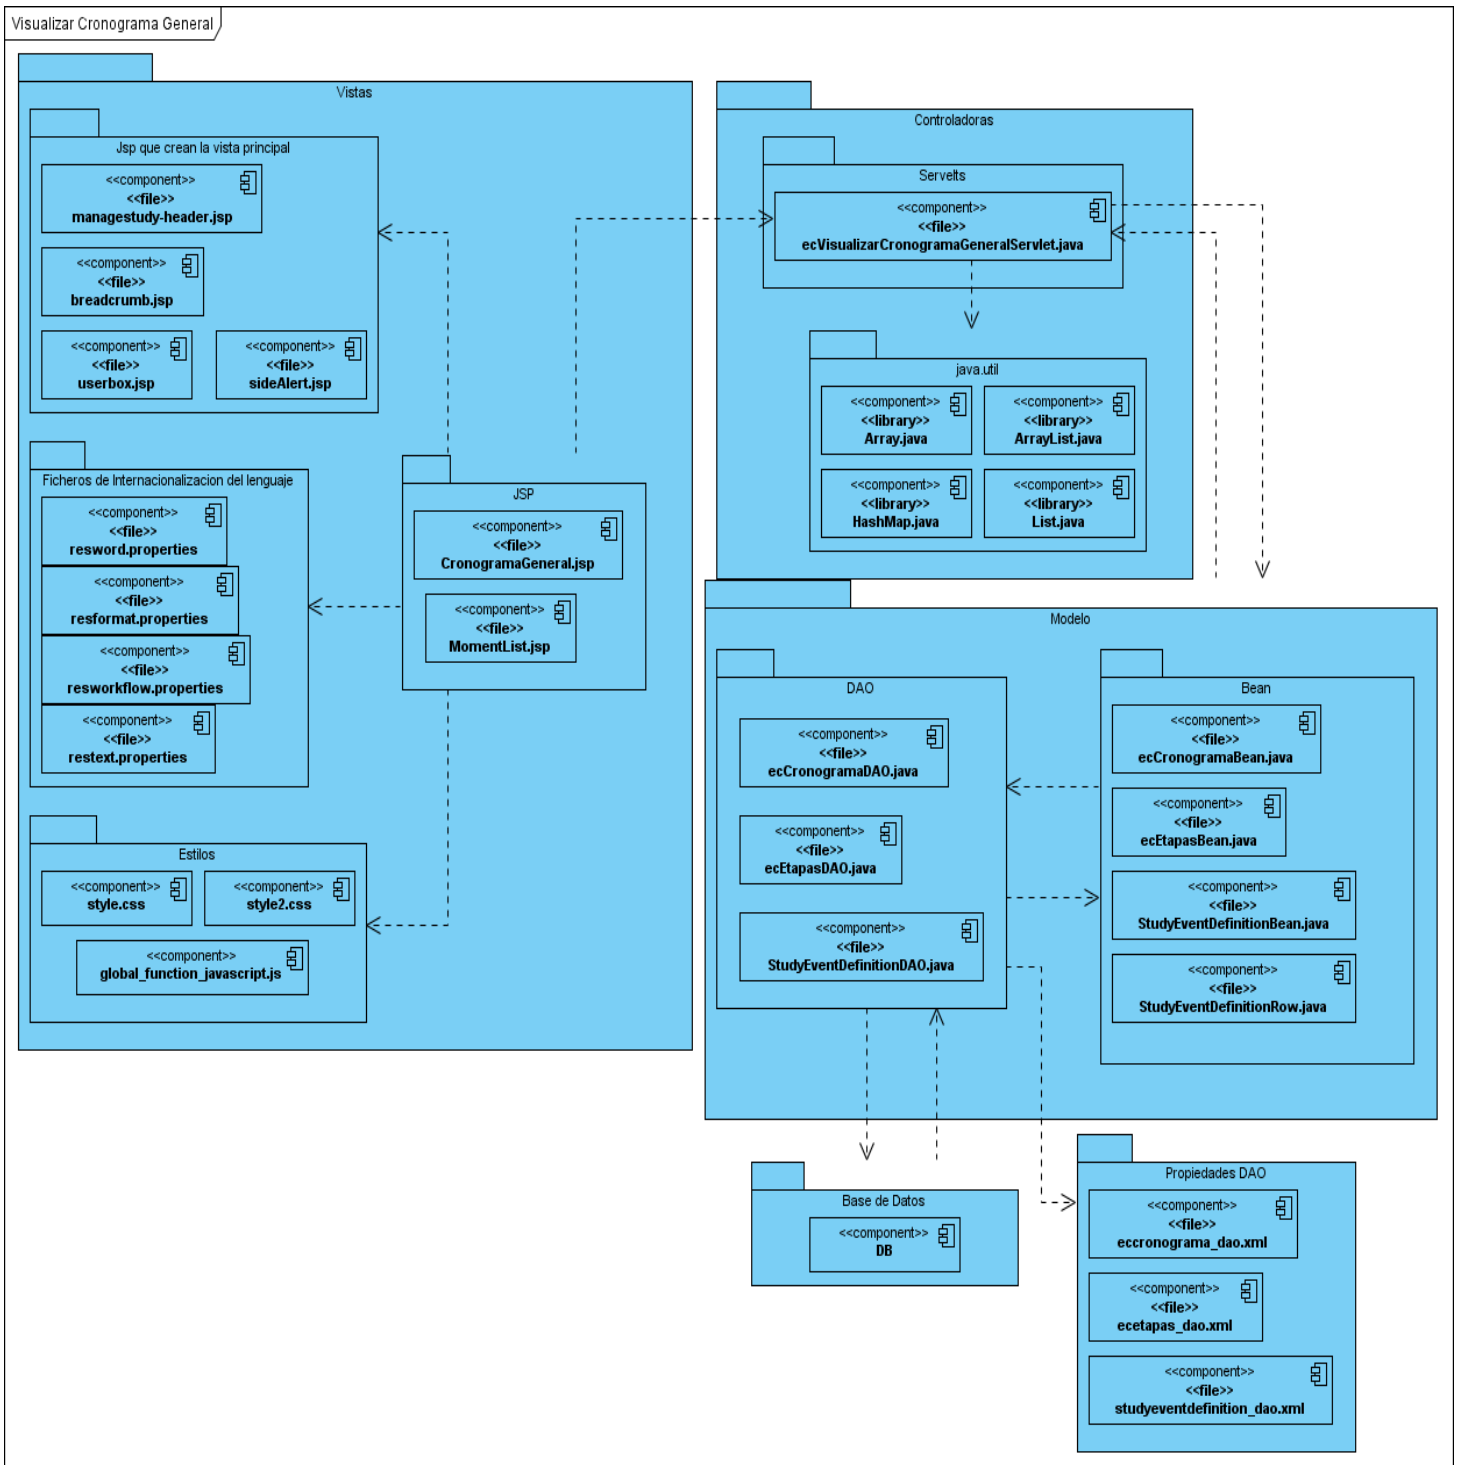 Visualizar Cronograma General
Vistas
Jsp que crean la vista principal
<<component>>
<<file>>
managestudy-header.jsp
<<component>>
<<file>>
breadcrumb.jsp
<<component>>
<<file>>
userbox.jsp
<<component>>
<<file>>
sideAlert.jsp
Ficheros de Internacionalizacion del lenguaje
<<component>>
<<file>>
resword.properties
<<component>>
<<file>>
resformat.properties
<<component>>
<<file>>
resworkflow.properties
<<component>>
<<file>>
restext.properties
JSP
<<component>>
<<file>>
CronogramaGeneral.jsp
<<component>>
<<file>>
MomentList.jsp
Estilos
<<component>>
style.css
<<component>>
style2.css
<<component>>
global_function_javascript.js
Controladoras
Servelts
<<component>>
<<file>>
ecVisualizarCronogramaGeneralServlet.java
java.util
<<component>>
<<library>>
Array.java
<<component>>
<<library>>
ArrayList.java
<<component>>
<<library>>
HashMap.java
<<component>>
<<library>>
List.java
Modelo
DAO
<<component>>
<<file>>
ecCronogramaDAO.java
<<component>>
<<file>>
ecEtapasDAO.java
<<component>>
<<file>>
StudyEventDefinitionDAO.java
Bean
<<component>>
<<file>>
ecCronogramaBean.java
<<component>>
<<file>>
ecEtapasBean.java
<<component>>
<<file>>
StudyEventDefinitionBean.java
<<component>>
<<file>>
StudyEventDefinitionRow.java
Base de Datos
<<component>>
DB
Propiedades DAO
<<component>>
<<file>>
eccronograma_dao.xml
<<component>>
<<file>>
ecetapas_dao.xml
<<component>>
<<file>>
studyeventdefinition_dao.xml